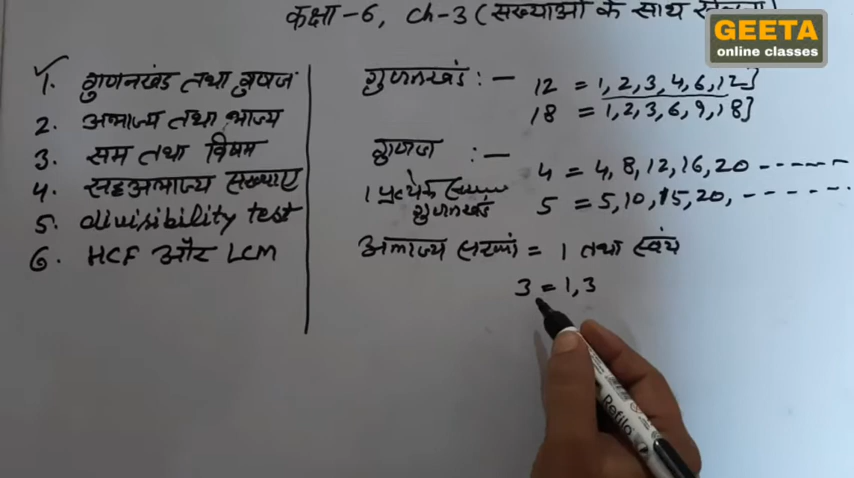 कक्षा -6, ch-3 (संख्याओं के साथ
GEETA
online classes
1. गुणनखंड तथा गुणज
2. अभाज्य तथा भाज्य
3. सम तथा विषम
4. सहअभाज्य संख्याए
5. divisibility test
6. HCF और LCM
गुणनखंड :— 12 = 1, 2, 3, 4, 6, 12]
18 = 1, 2, 3, 6, 9, 18]
गुणज :— 4 = 4, 8, 12, 16, 20 ------
1 प्रत्येक
गुणनखंड 5 = 5, 10, 15, 20, - - - - - -
अभाज्य = 1 तथा स्वंय
3 = 1, 3
Refilo